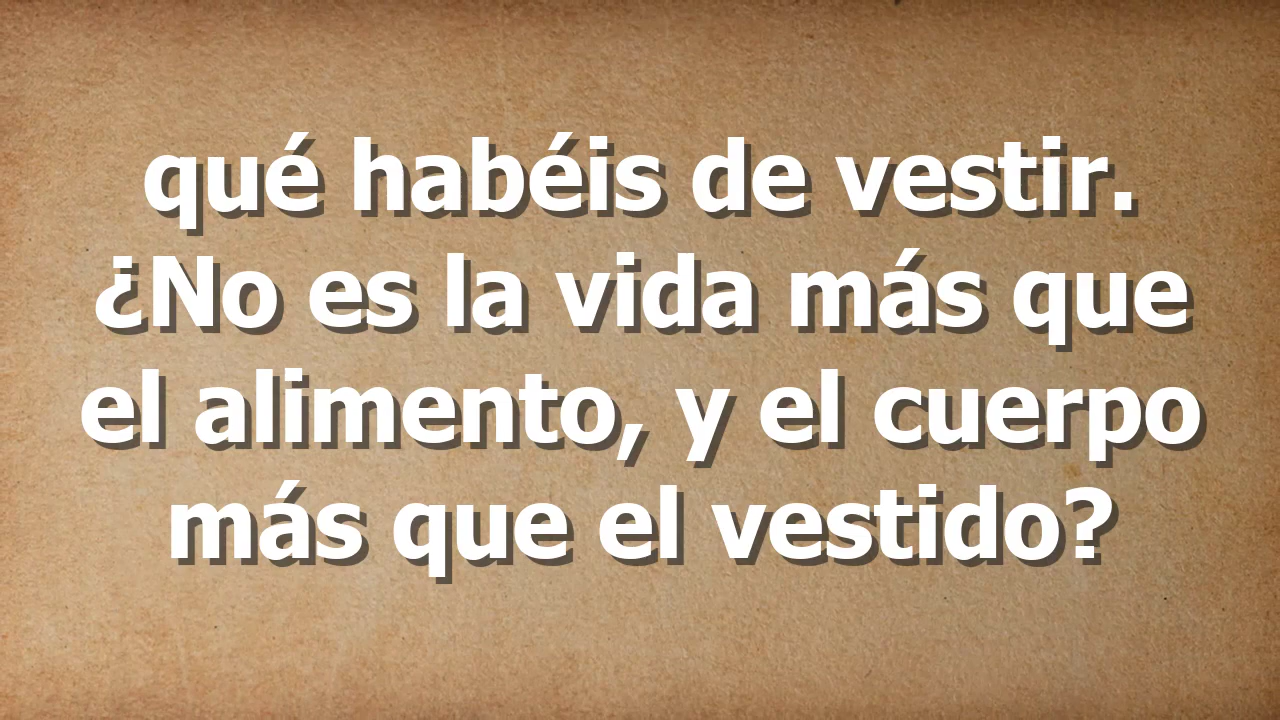 qué habéis de vestir.
¿No es la vida más que
el alimento, y el cuerpo
más que el vestido?